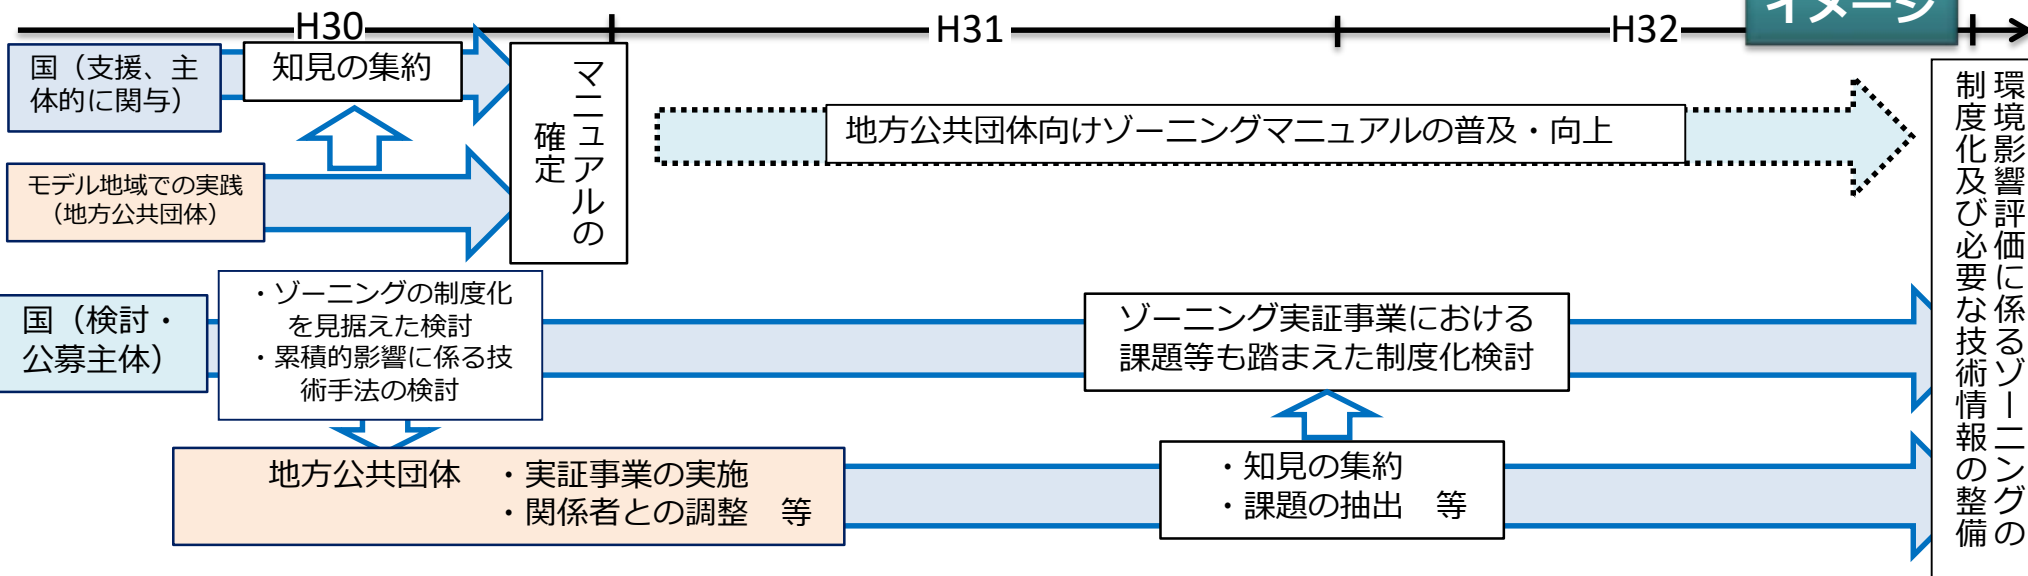 H30
H31
H32
イメージ
国（支援、主
体的に関与）
知見の集約
マニュアルの
確定
地方公共団体向けゾーニングマニュアルの普及・向上
モデル地域での実践
（地方公共団体）
国（検討・
公募主体）
・ゾーニングの制度化
を見据えた検討
・累積的影響に係る技
術手法の検討
ゾーニング実証事業における
課題等も踏まえた制度化検討
地方公共団体　・実証事業の実施
・関係者との調整　等
・知見の集約
・課題の抽出　等
環境影響評価に係るゾーニングの
制度化及び必要な技術情報の整備